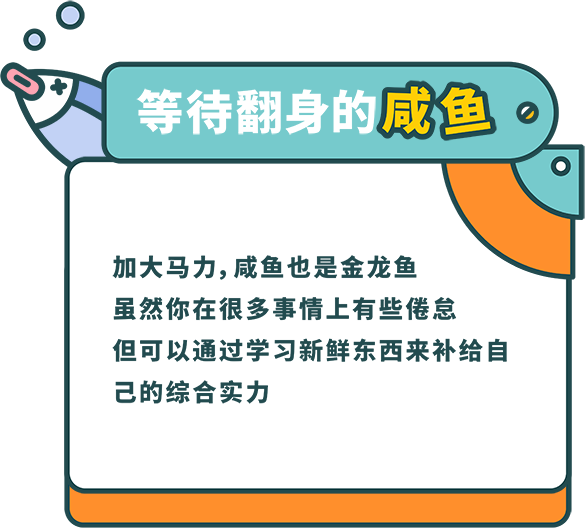 等待翻身的咸鱼
加大马力，咸鱼也是金龙鱼
虽然你在很多事情上有些倦怠
但可以通过学习新鲜东西来补给自
己的综合实力